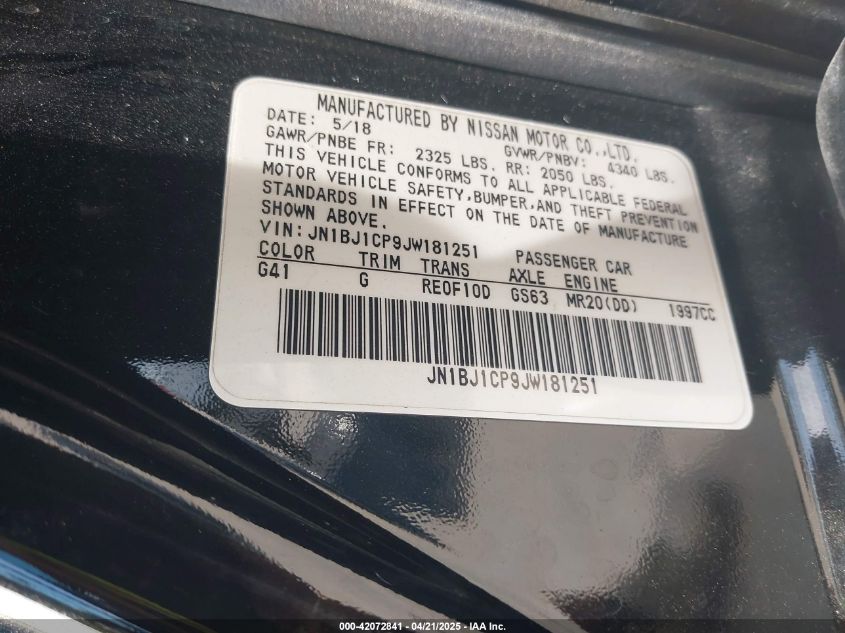 MANUFACTURED BY NISSAN MOTOR CO.,LTD.
DATE: 5/18 GVWR/PNBV: 4340 LBS.
GAWR/PNBE FR: 2325 LBS. RR: 2050 LBS.
THIS VEHICLE CONFORMS TO ALL APPLICABLE FEDERAL
MOTOR VEHICLE SAFETY,BUMPER,AND THEFT PREVENTION
STANDARDS IN EFFECT ON THE DATE OF MANUFACTURE
SHOWN ABOVE.
VIN:JN1BJ1CP9JW181251 PASSENGER CAR
COLOR TRIM TRANS AXLE ENGINE
G41 G RE0F10D GS63 MR20(DD) 1997CC
JN1BJ1CP9JW181251
000-42072841 - 04/21/2025 - IAA Inc.